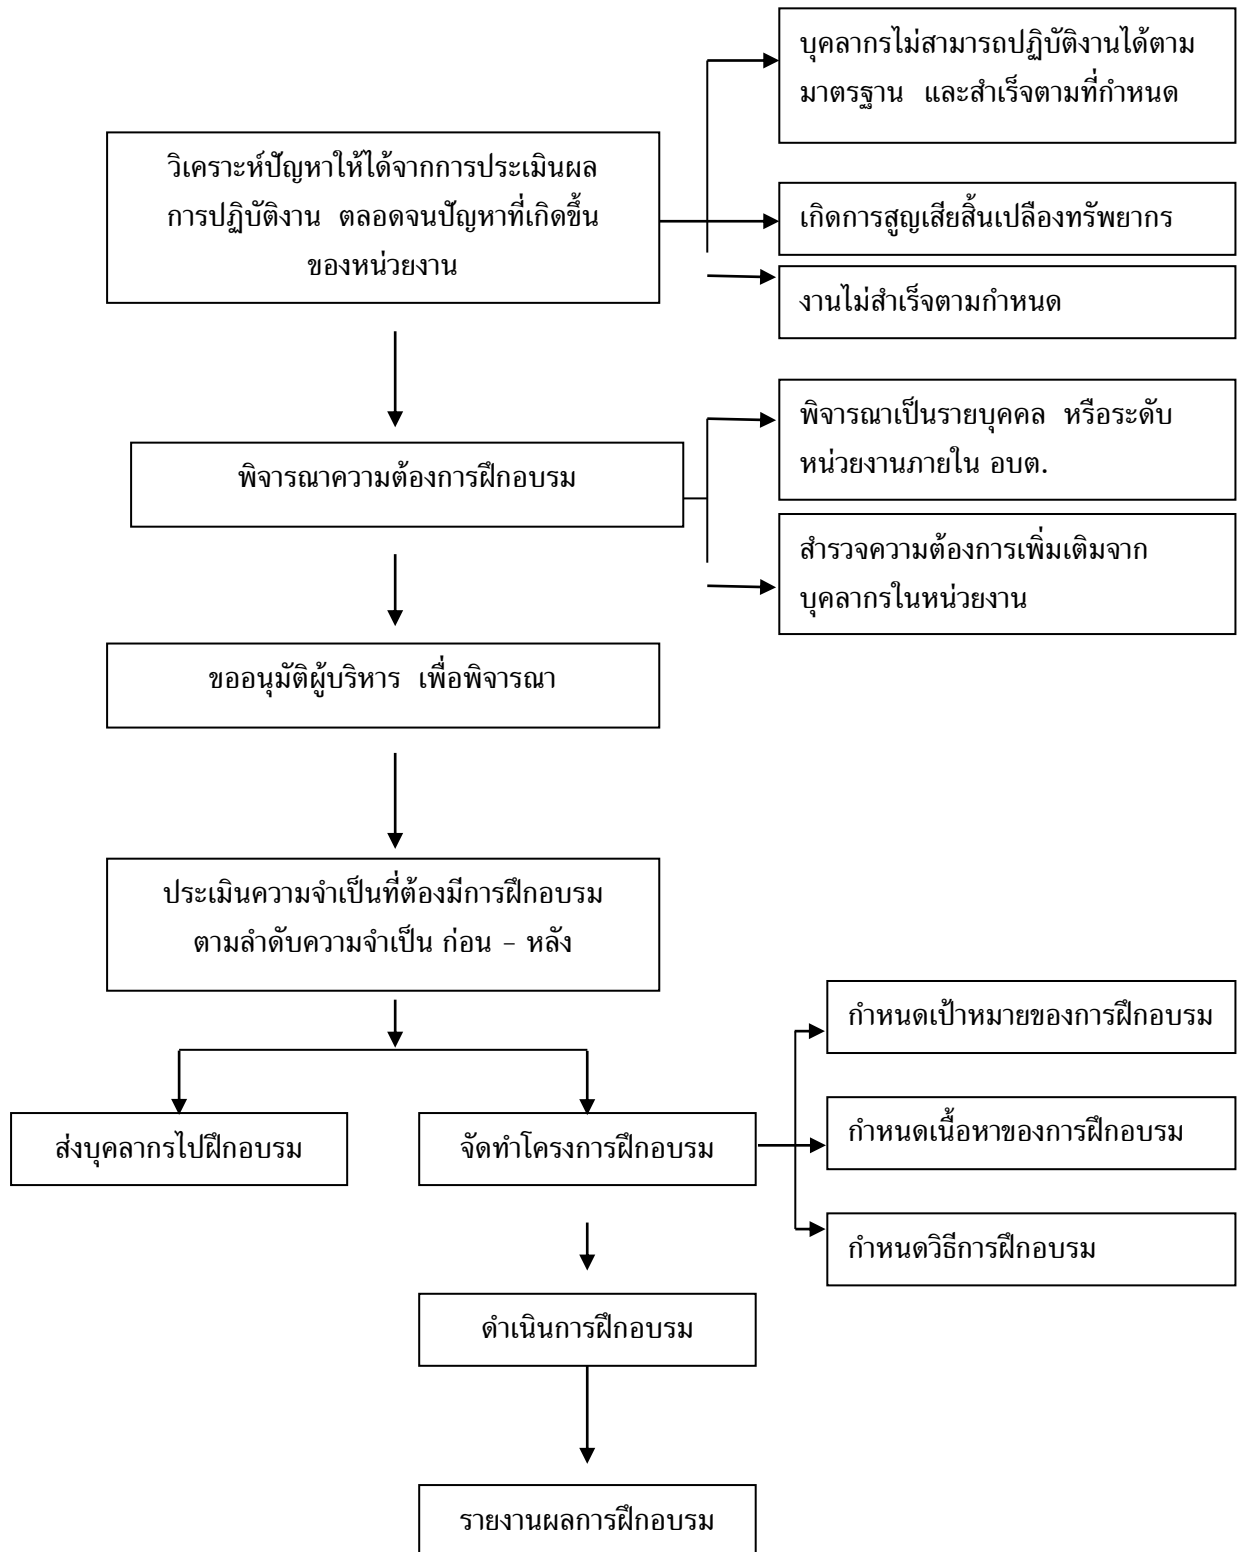 บุคลากรไม่สามารถปฏิบัติงานได้ตาม
มาตรฐาน และสำเร็จตามที่กำหนด
วิเคราะห์ปัญหาให้ได้จากการประเมินผล
การปฏิบัติงาน ตลอดจนปัญหาที่เกิดขึ้น
ของหน่วยงาน
เกิดการสูญเสียสิ้นเปลืองทรัพยากร
งานไม่สำเร็จตามกำหนด
พิจารณาความต้องการฝึกอบรม
พิจารณาเป็นรายบุคคล หรือระดับ
หน่วยงานภายใน อบต.
สำรวจความต้องการเพิ่มเติมจาก
บุคลากรในหน่วยงาน
ขออนุมัติผู้บริหาร เพื่อพิจารณา
ประเมินความจำเป็นที่ต้องมีการฝึกอบรม
ตามลำดับความจำเป็น ก่อน - หลัง
ส่งบุคลากรไปฝึกอบรม
จัดทำโครงการฝึกอบรม
กำหนดเป้าหมายของการฝึกอบรม
กำหนดเนื้อหาของการฝึกอบรม
กำหนดวิธีการฝึกอบรม
ดำเนินการฝึกอบรม
รายงานผลการฝึกอบรม